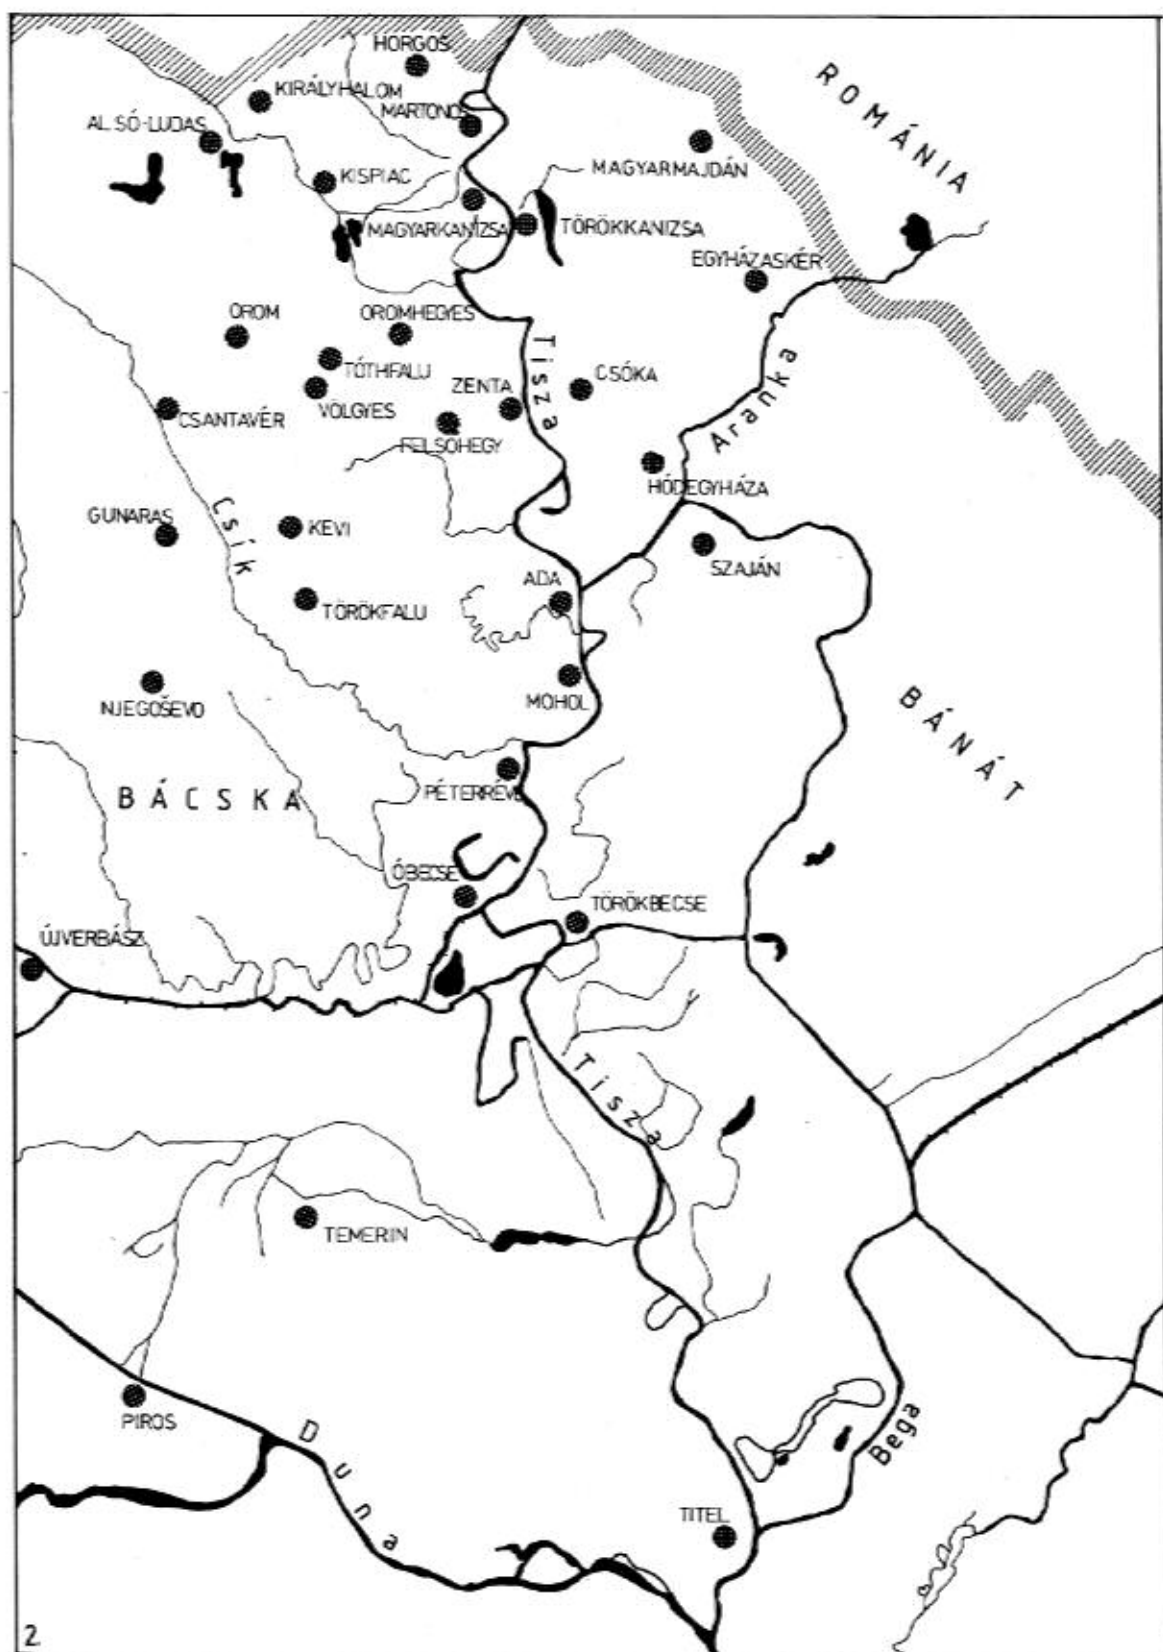 HORGOS
ROMÁNIA
KIRÁLYHALOM
MARTONOS
ALSÓ-LUDAS
MAGYARMAJDÁN
KISPIAC
MAGYARKANIZSA
TÖRÖKKANIZSA
EGYHÁZASKÉR
OROM
OROMHEGYES
Tisza
TÓTHFALU
CSÓKA
Aranka
ZENTA
VÖLGYES
CSANTAVÉR
FELSŐHEGY
HÓDEGYHÁZA
Csík
GUNARAS
KEVI
SZAJÁN
ADA
TÖRÖKFALU
NJEGOŠEVO
MOHOL
BÁNÁT
BÁCSKA
PÉTERRÉVE
ÓBECSE
TÖRÖKBECSE
ÚJVERBÁSZ
Tisza
TEMERIN
PIROS
Duna
Bega
TITEL
2.